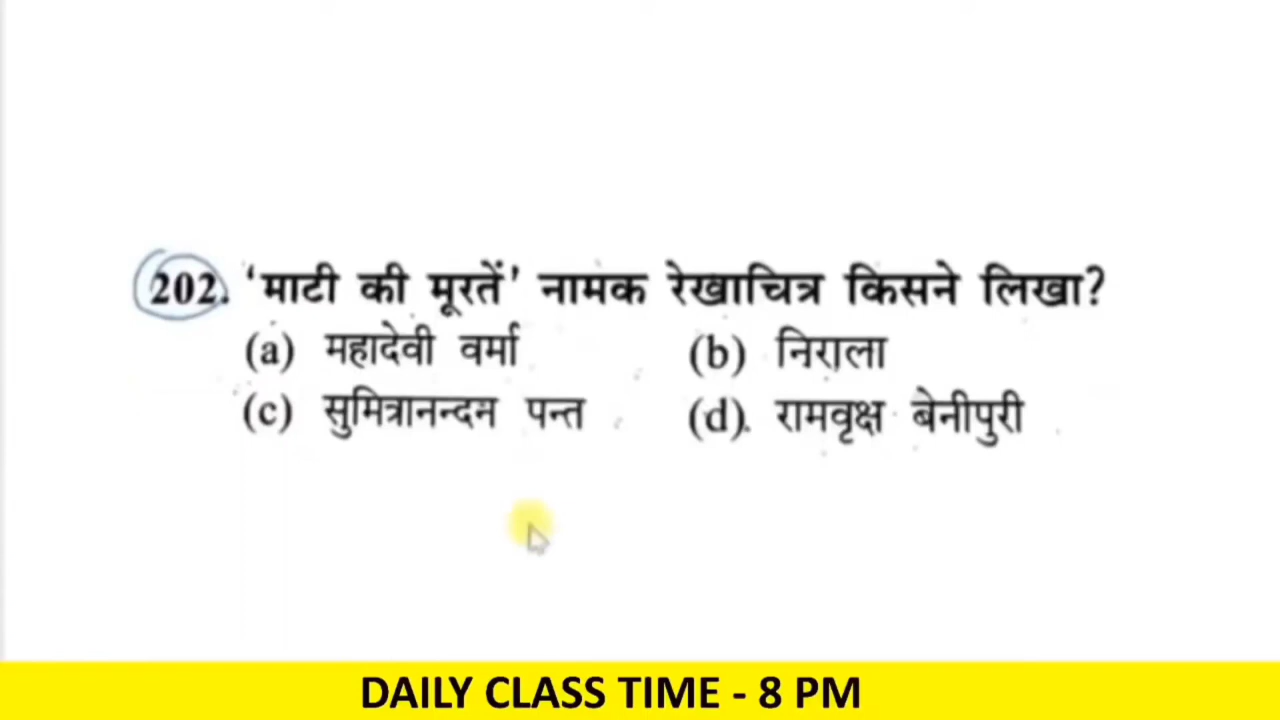 202. 'माटी की मूरतें' नामक रेखाचित्र किसने लिखा?
(a) महादेवी वर्मा (b) निराला
(c) सुमित्रानन्दन पन्त (d) रामवृक्ष बेनीपुरी
DAILY CLASS TIME - 8 PM